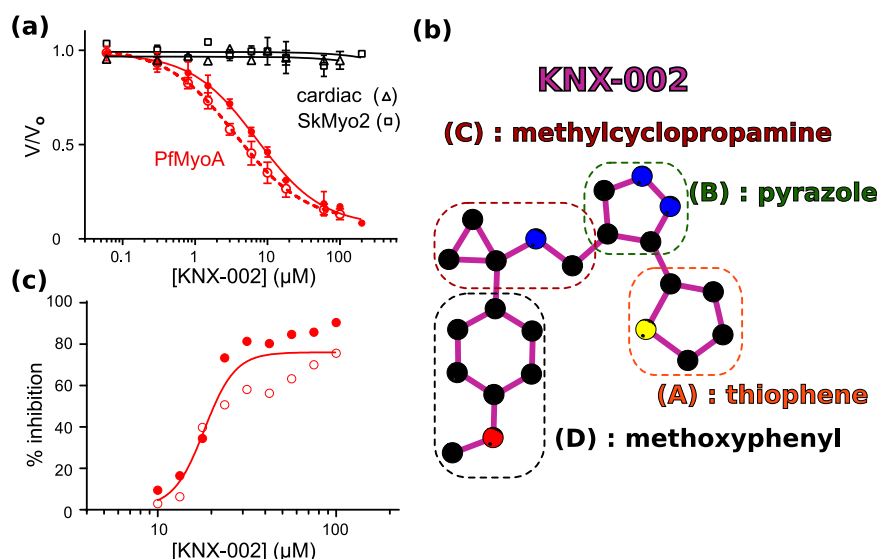 (a)
1.0
0.5
0
V/Vo
cardiac (△)
SkMyo2 (□)
PfMyoA
0.1
1
10
100
[KNX-002] (μM)
(b)
KNX-002
(C) : methylcyclopropamine
(B) : pyrazole
(A) : thiophene
(D) : methoxyphenyl
(c)
100
80
60
40
20
0
% inhibition
10
100
[KNX-002] (μM)